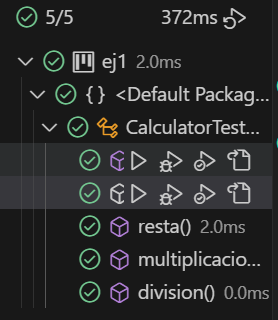 5/5 372ms
ej1 2.0ms
{} <Default Packag...
CalculatorTest...
resta() 2.0ms
multiplicacio...
division() 0.0ms